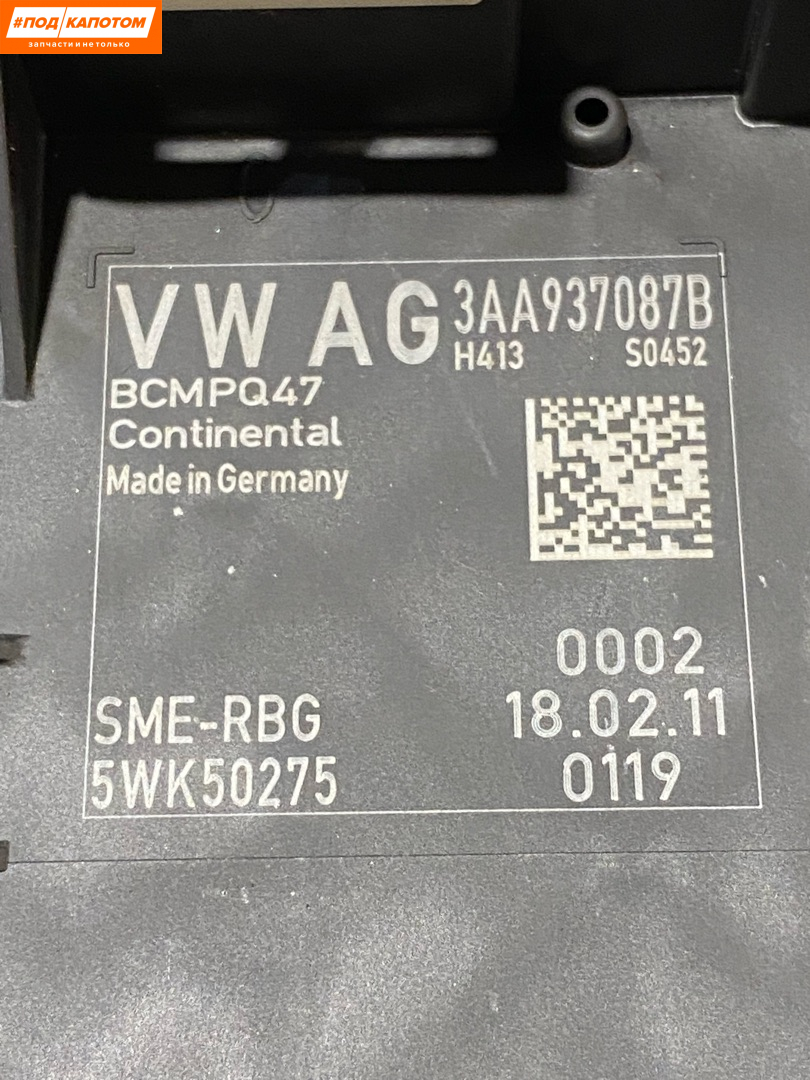 #ПОД КАПОТОМ
запчасти и не только
VW AG 3AA937087B
H413 S0452
BCMPQ47
Continental
Made in Germany
0002
SME-RBG 18.02.11
5WK50275 0119